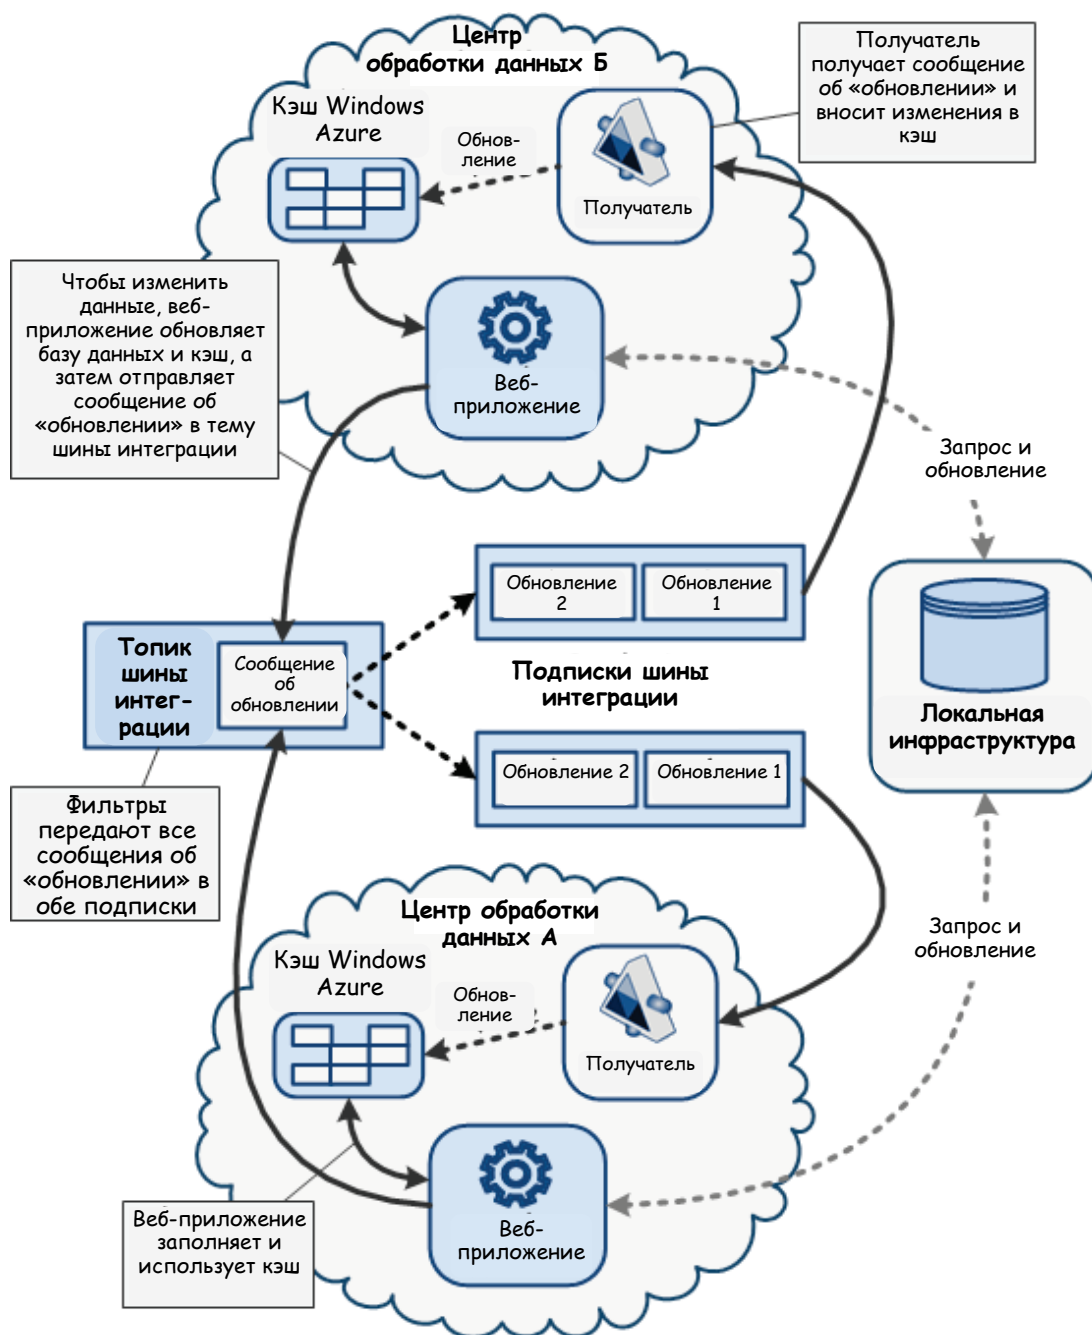 Центр
обработки данных Б
Получатель
получает сообщение
об «обновлении» и
вносит изменения в
кэш
Кэш Windows
Azure
Обнов-
ление
Получатель
Чтобы изменить
данные, веб-
приложение обновляет
базу данных и кэш, а
затем отправляет
сообщение об
«обновлении» в тему
шины интеграции
Веб-
приложение
Запрос и
обновление
Обновление
2
Обновление
1
Топик
шины
интег-
рации
Сообщение
об
обновлении
Подписки шины
интеграции
Локальная
инфраструктура
Обновление 2
Обновление 1
Фильтры
передают все
сообщения об
«обновлении» в
обе подписки
Центр обработки
данных А
Кэш Windows
Azure
Обнов-
ление
Получатель
Запрос и
обновление
Веб-приложение
заполняет и
использует кэш
Веб-
приложение